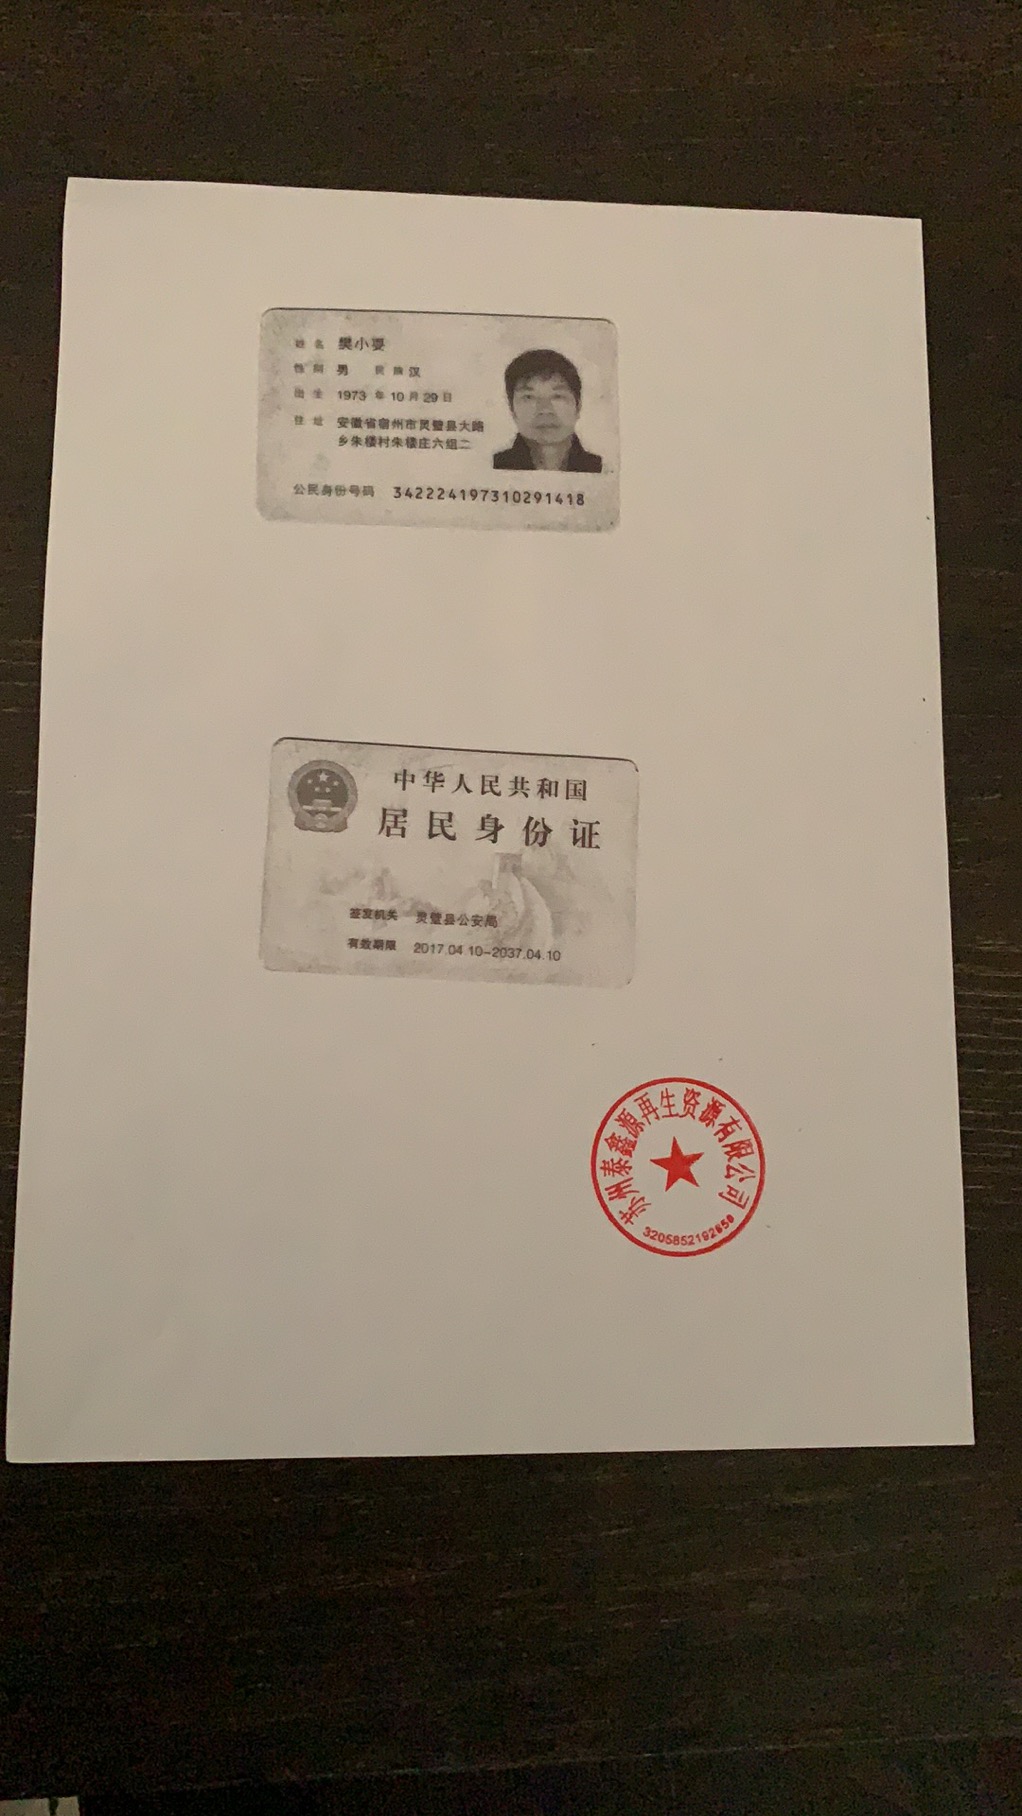 姓名 樊小耍
性别 男 民族 汉
出生 1973 年 10 月 29 日
住址 安徽省宿州市灵璧县大路
乡朱楼村朱楼庄六组二
公民身份号码 342224197310291418
中华人民共和国
居民身份证
签发机关 灵璧县公安局
有效期限 2017.04.10-2037.04.10
苏州泰鑫源再生资源有限公司